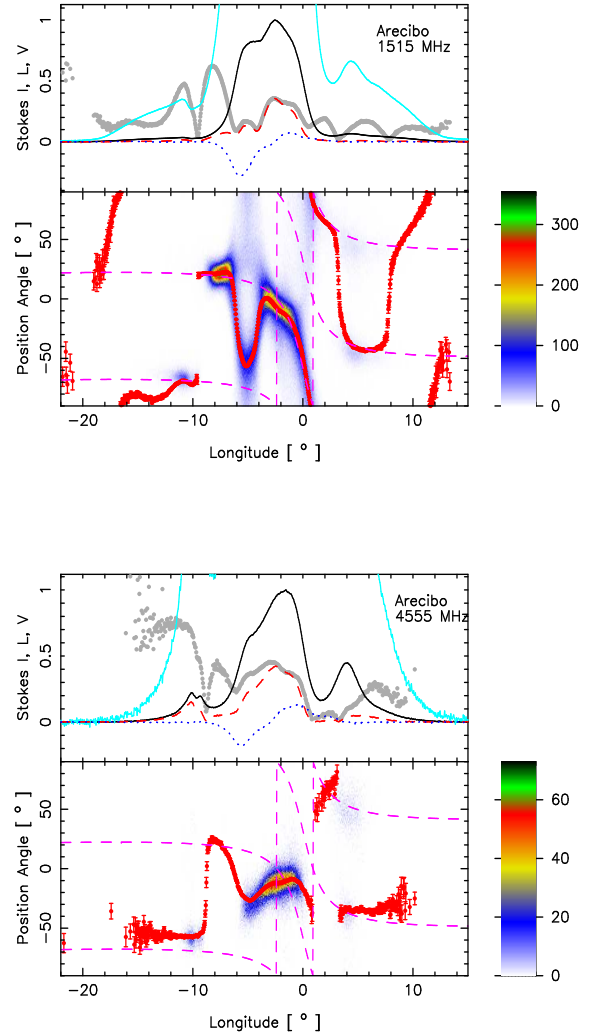 Arecibo
1515 MHz
Stokes I, L, V
1
0.5
0
Position Angle [ ° ]
50
0
−50
300
200
100
0
−20 −10 0 10
Longitude [ ° ]
Arecibo
4555 MHz
Stokes I, L, V
1
0.5
0
Position Angle [ ° ]
50
0
−50
60
40
20
0
−20 −10 0 10
Longitude [ ° ]